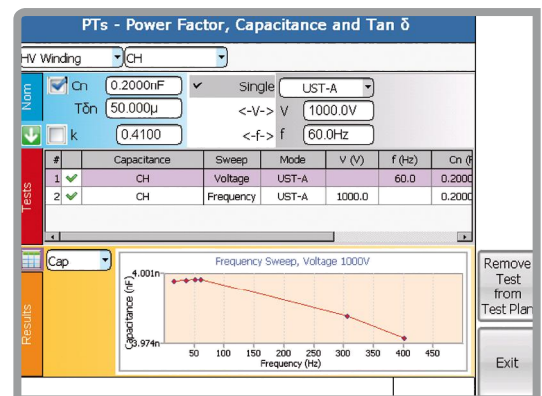 PTs - Power Factor, Capacitance and Tan δ
HV Winding CH
Nom
Cn 0.2000nF Single UST-A
Tδn 50.000µ <-V-> V 1000.0V
k 0.4100 <-f-> f 60.0Hz
Tests
# Capacitance Sweep Mode V (V) f (Hz) Cn (F
1 CH Voltage UST-A 60.0 0.2000
2 CH Frequency UST-A 1000.0 0.2000
Cap
Results
Frequency Sweep, Voltage 1000V
4.001n
Capacitance (nF)
3.974n
50 100 150 200 250 300 350 400 450
Frequency (Hz)
Remove
Test
from
Test Plan
Exit